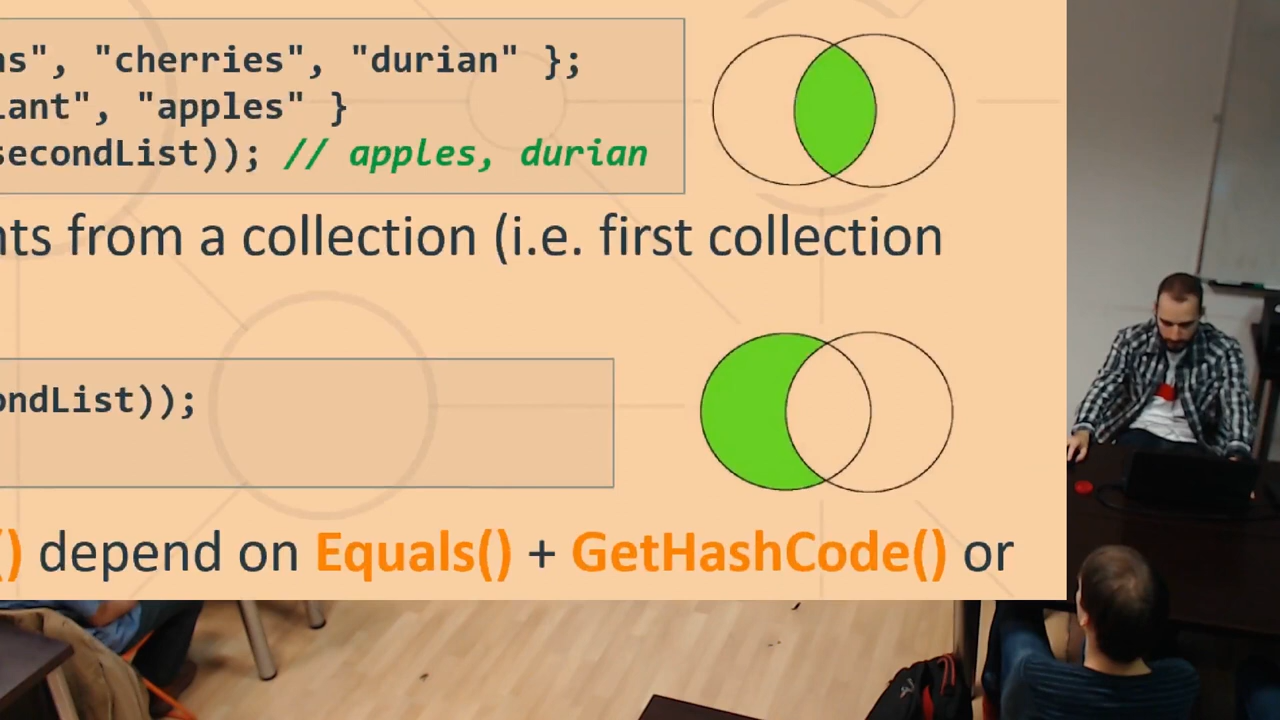 ns", "cherries", "durian" };
lant", "apples" }
secondList)); // apples, durian
nts from a collection (i.e. first collection
ondList));
() depend on Equals() + GetHashCode() or